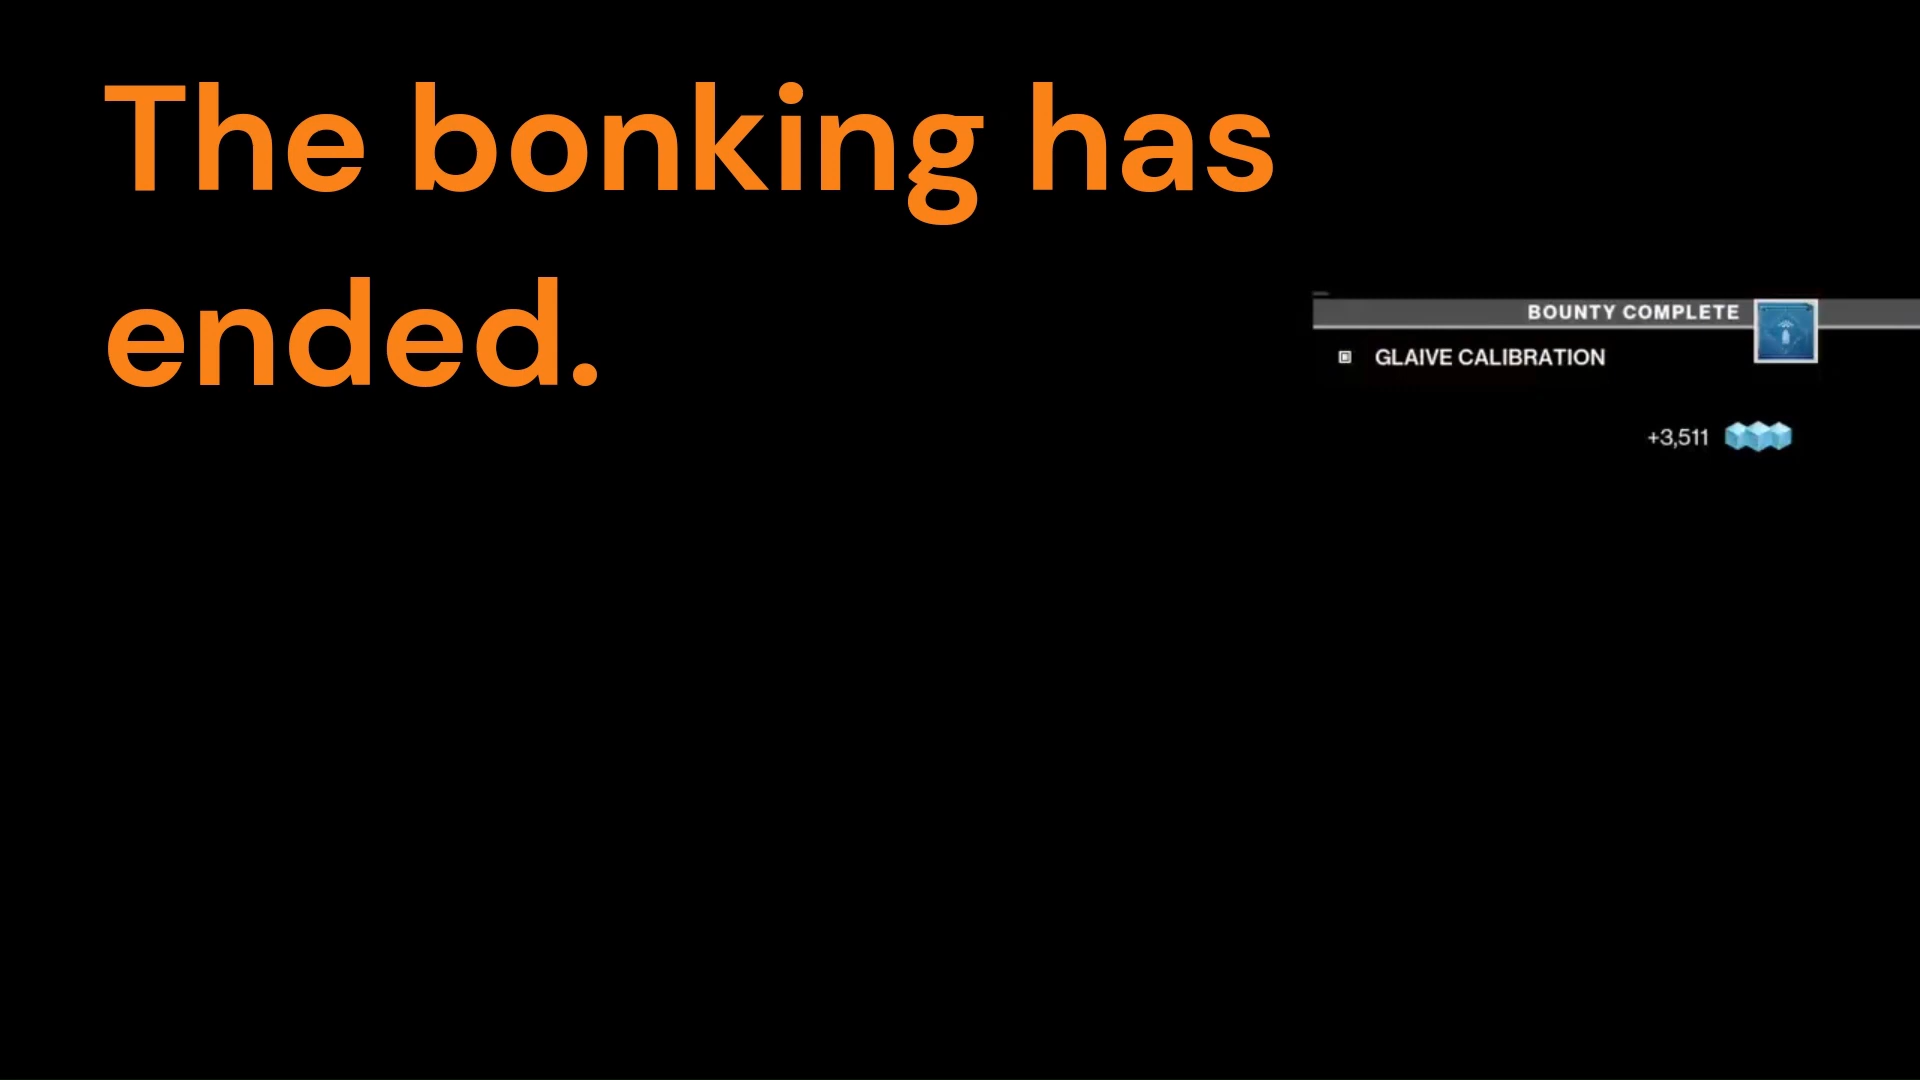 The bonking has
ended.
BOUNTY COMPLETE
GLAIVE CALIBRATION
+3,511